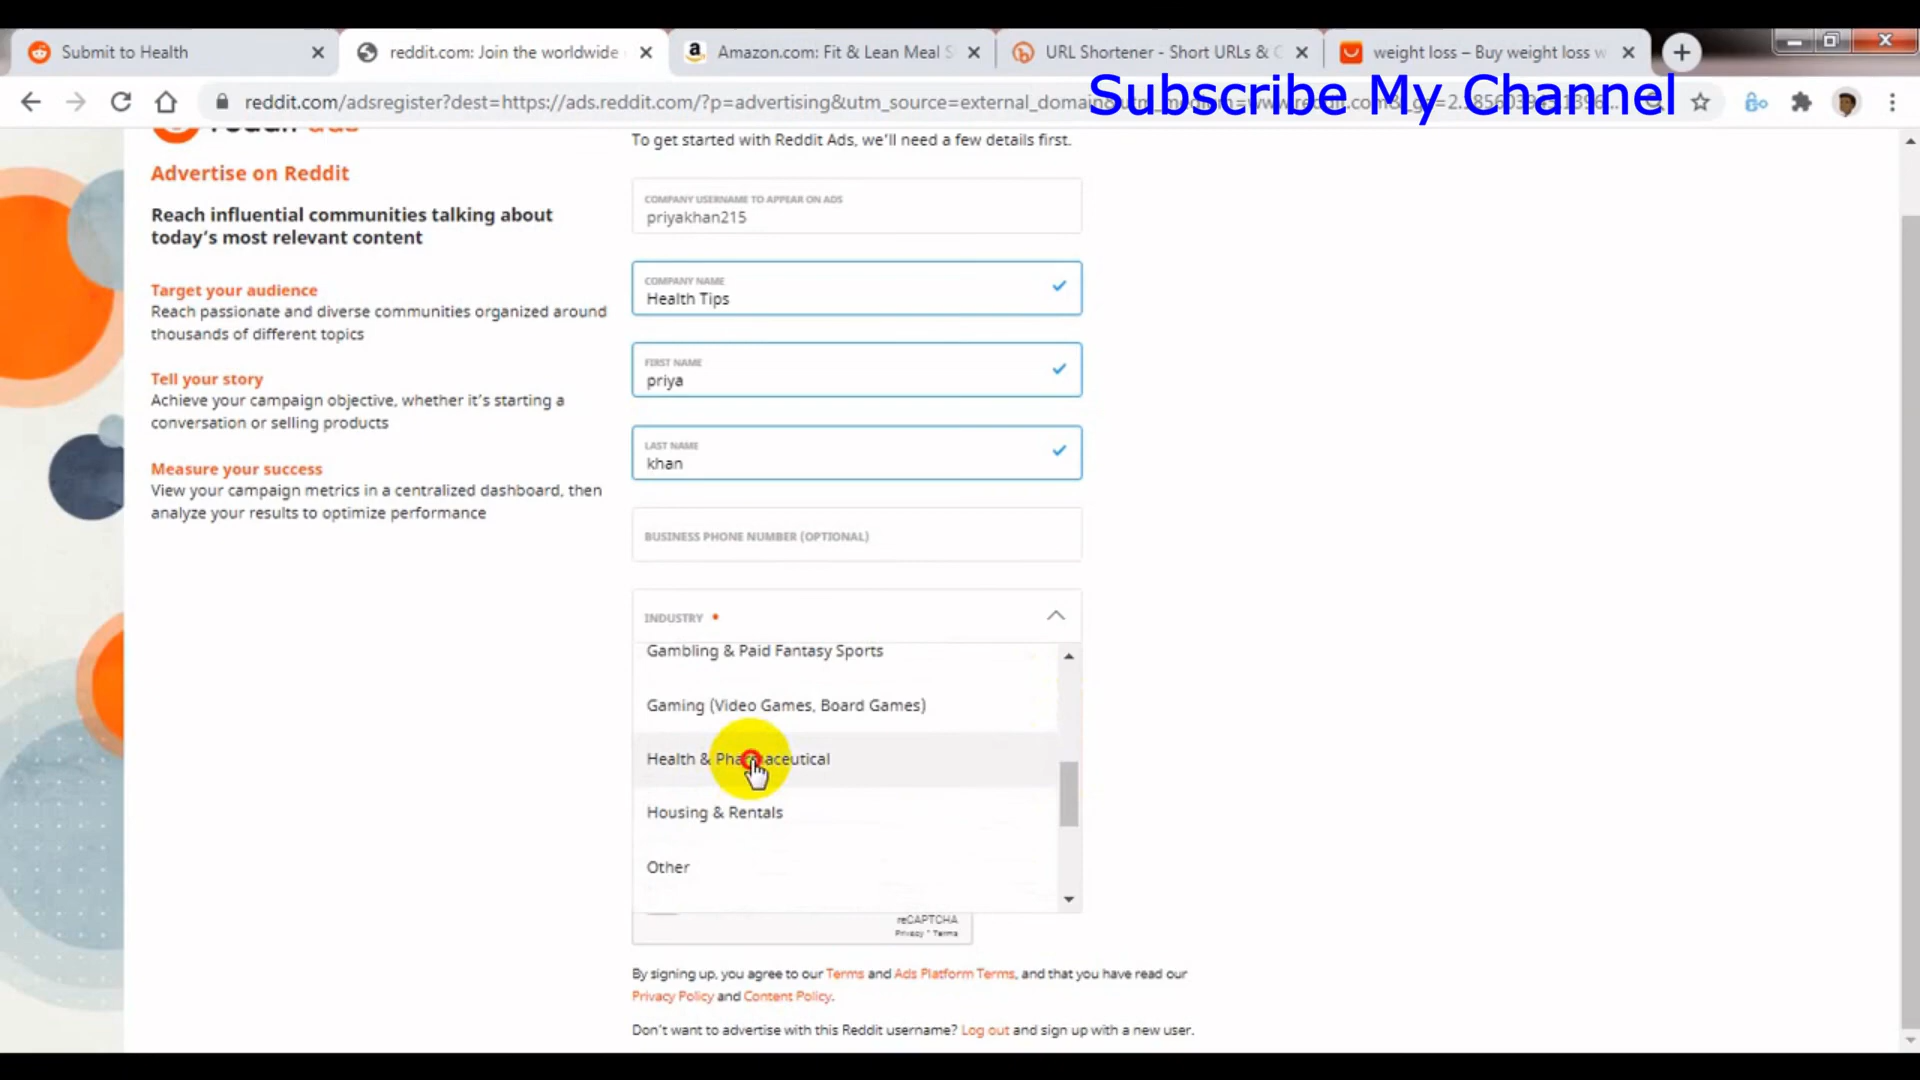 Submit to Health
reddit.com: Join the worldwide
Amazon.com: Fit & Lean Meal S
URL Shortener - Short URLs & C
weight loss – Buy weight loss w
Subscribe My Channel
reddit.com/adsregister?dest=https://ads.reddit.com/?p=advertising&utm_source=external_domain
To get started with Reddit Ads, we'll need a few details first.
Advertise on Reddit
Reach influential communities talking about
today's most relevant content
Target your audience
Reach passionate and diverse communities organized around
thousands of different topics
Tell your story
Achieve your campaign objective, whether it's starting a
conversation or selling products
Measure your success
View your campaign metrics in a centralized dashboard, then
analyze your results to optimize performance
COMPANY USERNAME TO APPEAR ON ADS
priyakhan215
COMPANY NAME
Health Tips
FIRST NAME
priya
LAST NAME
khan
BUSINESS PHONE NUMBER (OPTIONAL)
INDUSTRY
Gambling & Paid Fantasy Sports
Gaming (Video Games, Board Games)
Health & Pharmaceutical
Housing & Rentals
Other
reCAPTCHA
Privacy - Terms
By signing up, you agree to our Terms and Ads Platform Terms, and that you have read our
Privacy Policy and Content Policy.
Don't want to advertise with this Reddit username? Log out and sign up with a new user.